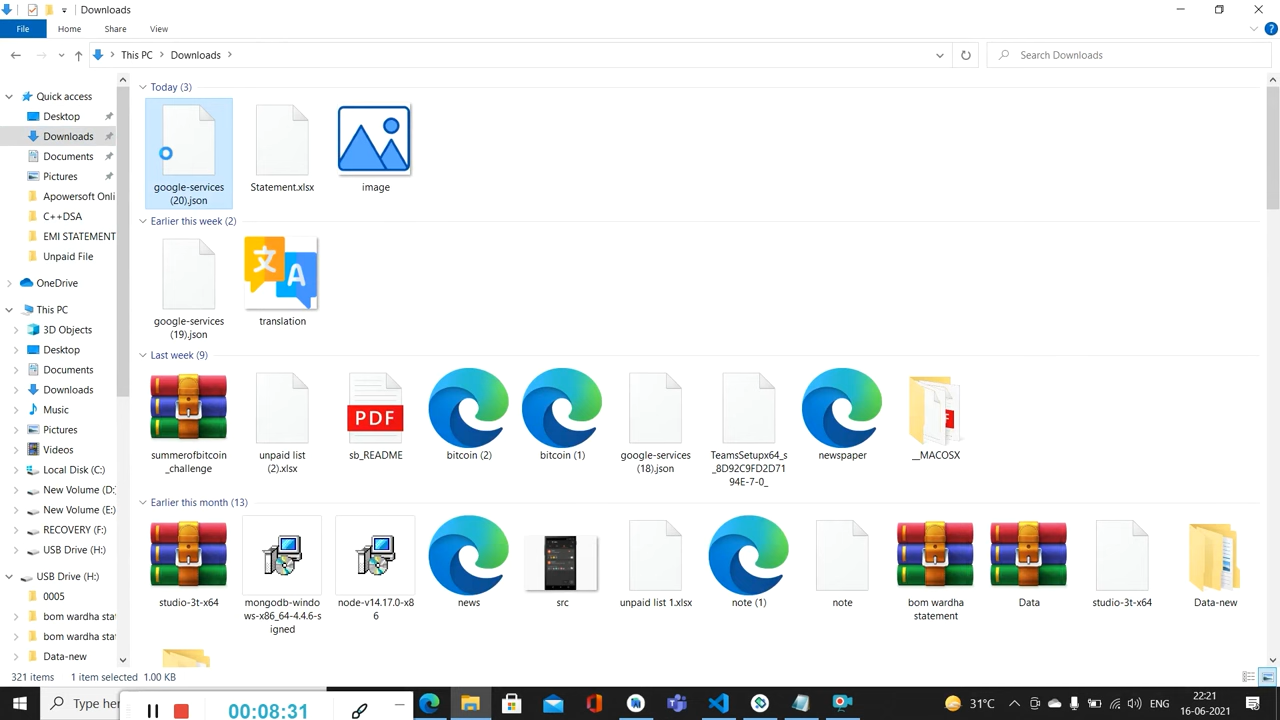 Downloads
File
Home
Share
View
This PC
Downloads
Search Downloads
Quick access
Desktop
Downloads
Documents
Pictures
Apowersoft Onli
C++DSA
EMI STATEMENT
Unpaid File
OneDrive
This PC
3D Objects
Desktop
Documents
Downloads
Music
Pictures
Videos
Local Disk (C:)
New Volume (D:
New Volume (E:)
RECOVERY (F:)
USB Drive (H:)
USB Drive (H:)
0005
bom wardha sta
bom wardha sta
Data-new
Today (3)
google-services
(20).json
Statement.xlsx
image
Earlier this week (2)
google-services
(19).json
文 A
translation
Last week (9)
summerofbitcoin
_challenge
unpaid list
(2).xlsx
PDF
sb_README
bitcoin (2)
bitcoin (1)
google-services
(18).json
TeamsSetupx64_s
_8D92C9FD2D71
94E-7-0_
newspaper
__MACOSX
Earlier this month (13)
studio-3t-x64
mongodb-windo
ws-x86_64-4.4.6-s
igned
node-v14.17.0-x8
6
news
src
unpaid list 1.xlsx
note (1)
note
bom wardha
statement
Data
studio-3t-x64
Data-new
321 items
1 item selected 1.00 KB
Type her
00:08:31
31°C
ENG
22:21
16-06-2021